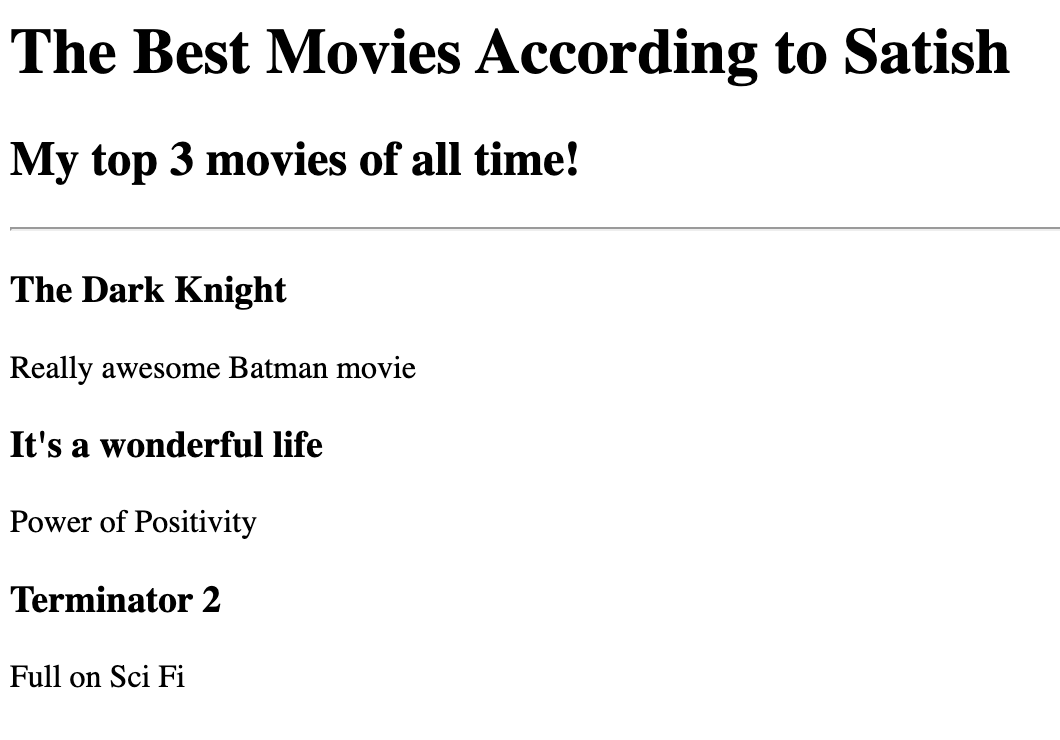 The Best Movies According to Satish
My top 3 movies of all time!
The Dark Knight
Really awesome Batman movie
It's a wonderful life
Power of Positivity
Terminator 2
Full on Sci Fi